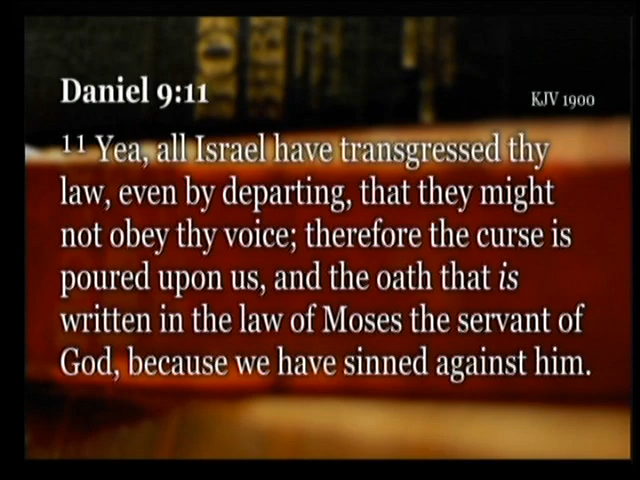 Daniel 9:11
KJV 1900
11 Yea, all Israel have transgressed thy
law, even by departing, that they might
not obey thy voice; therefore the curse is
poured upon us, and the oath that is
written in the law of Moses the servant of
God, because we have sinned against him.